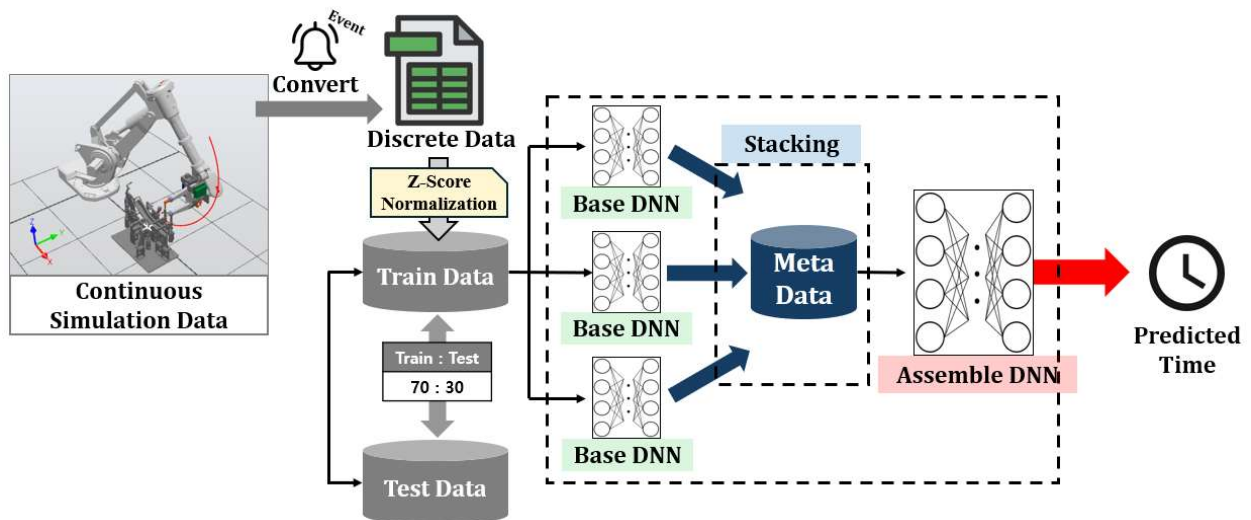 Event
Convert
Continuous
Simulation Data
Z
Y
X
Discrete Data
Z-Score
Normalization
Train Data
Train : Test
70 : 30
Test Data
Base DNN
Base DNN
Base DNN
Stacking
Meta
Data
Assemble DNN
Predicted
Time